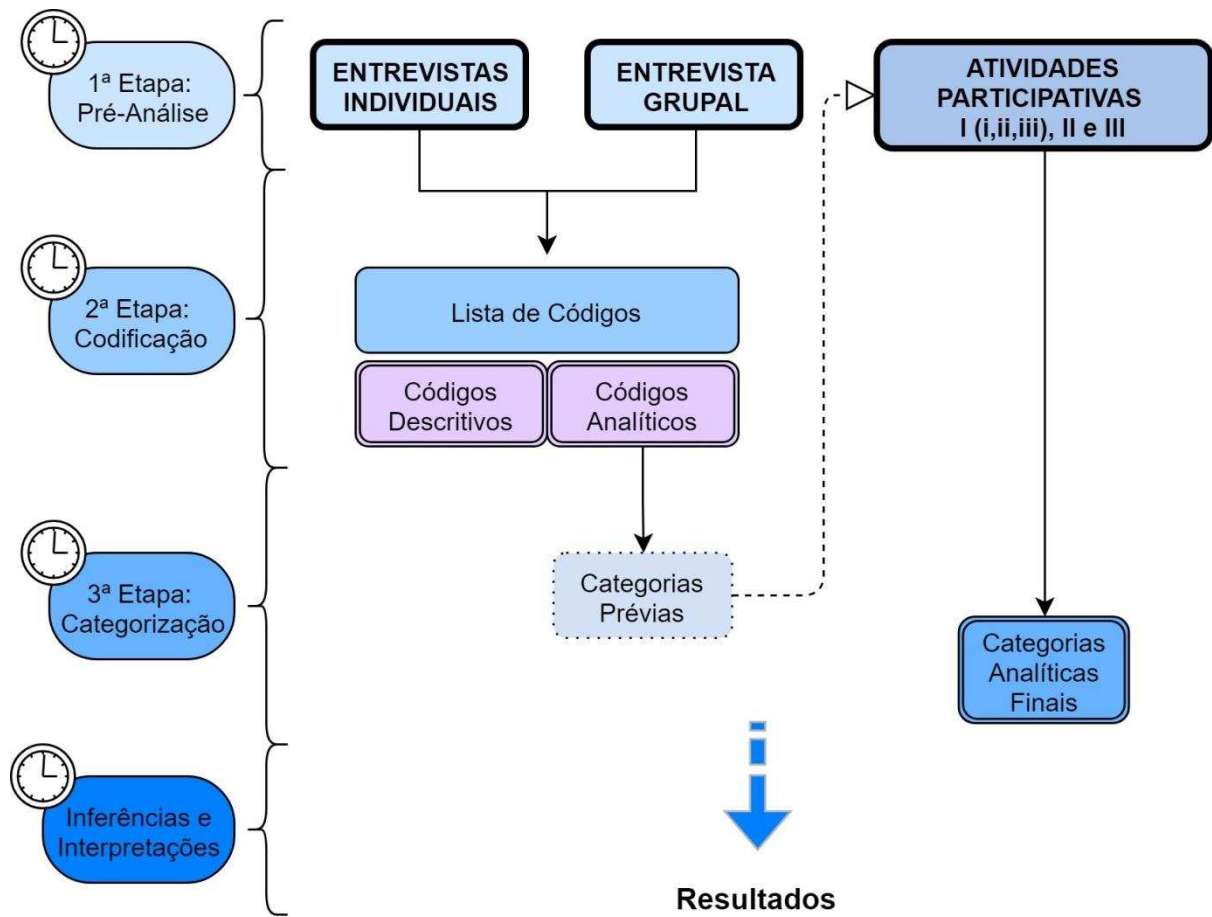 1ª Etapa:
Pré-Análise
ENTREVISTAS
INDIVIDUAIS
ENTREVISTA
GRUPAL
ATIVIDADES
PARTICIPATIVAS
I (i,ii,iii), II e III
2ª Etapa:
Codificação
Lista de Códigos
Códigos
Descritivos
Códigos
Analíticos
3ª Etapa:
Categorização
Categorias
Prévias
Categorias
Analíticas
Finais
Inferências e
Interpretações
Resultados